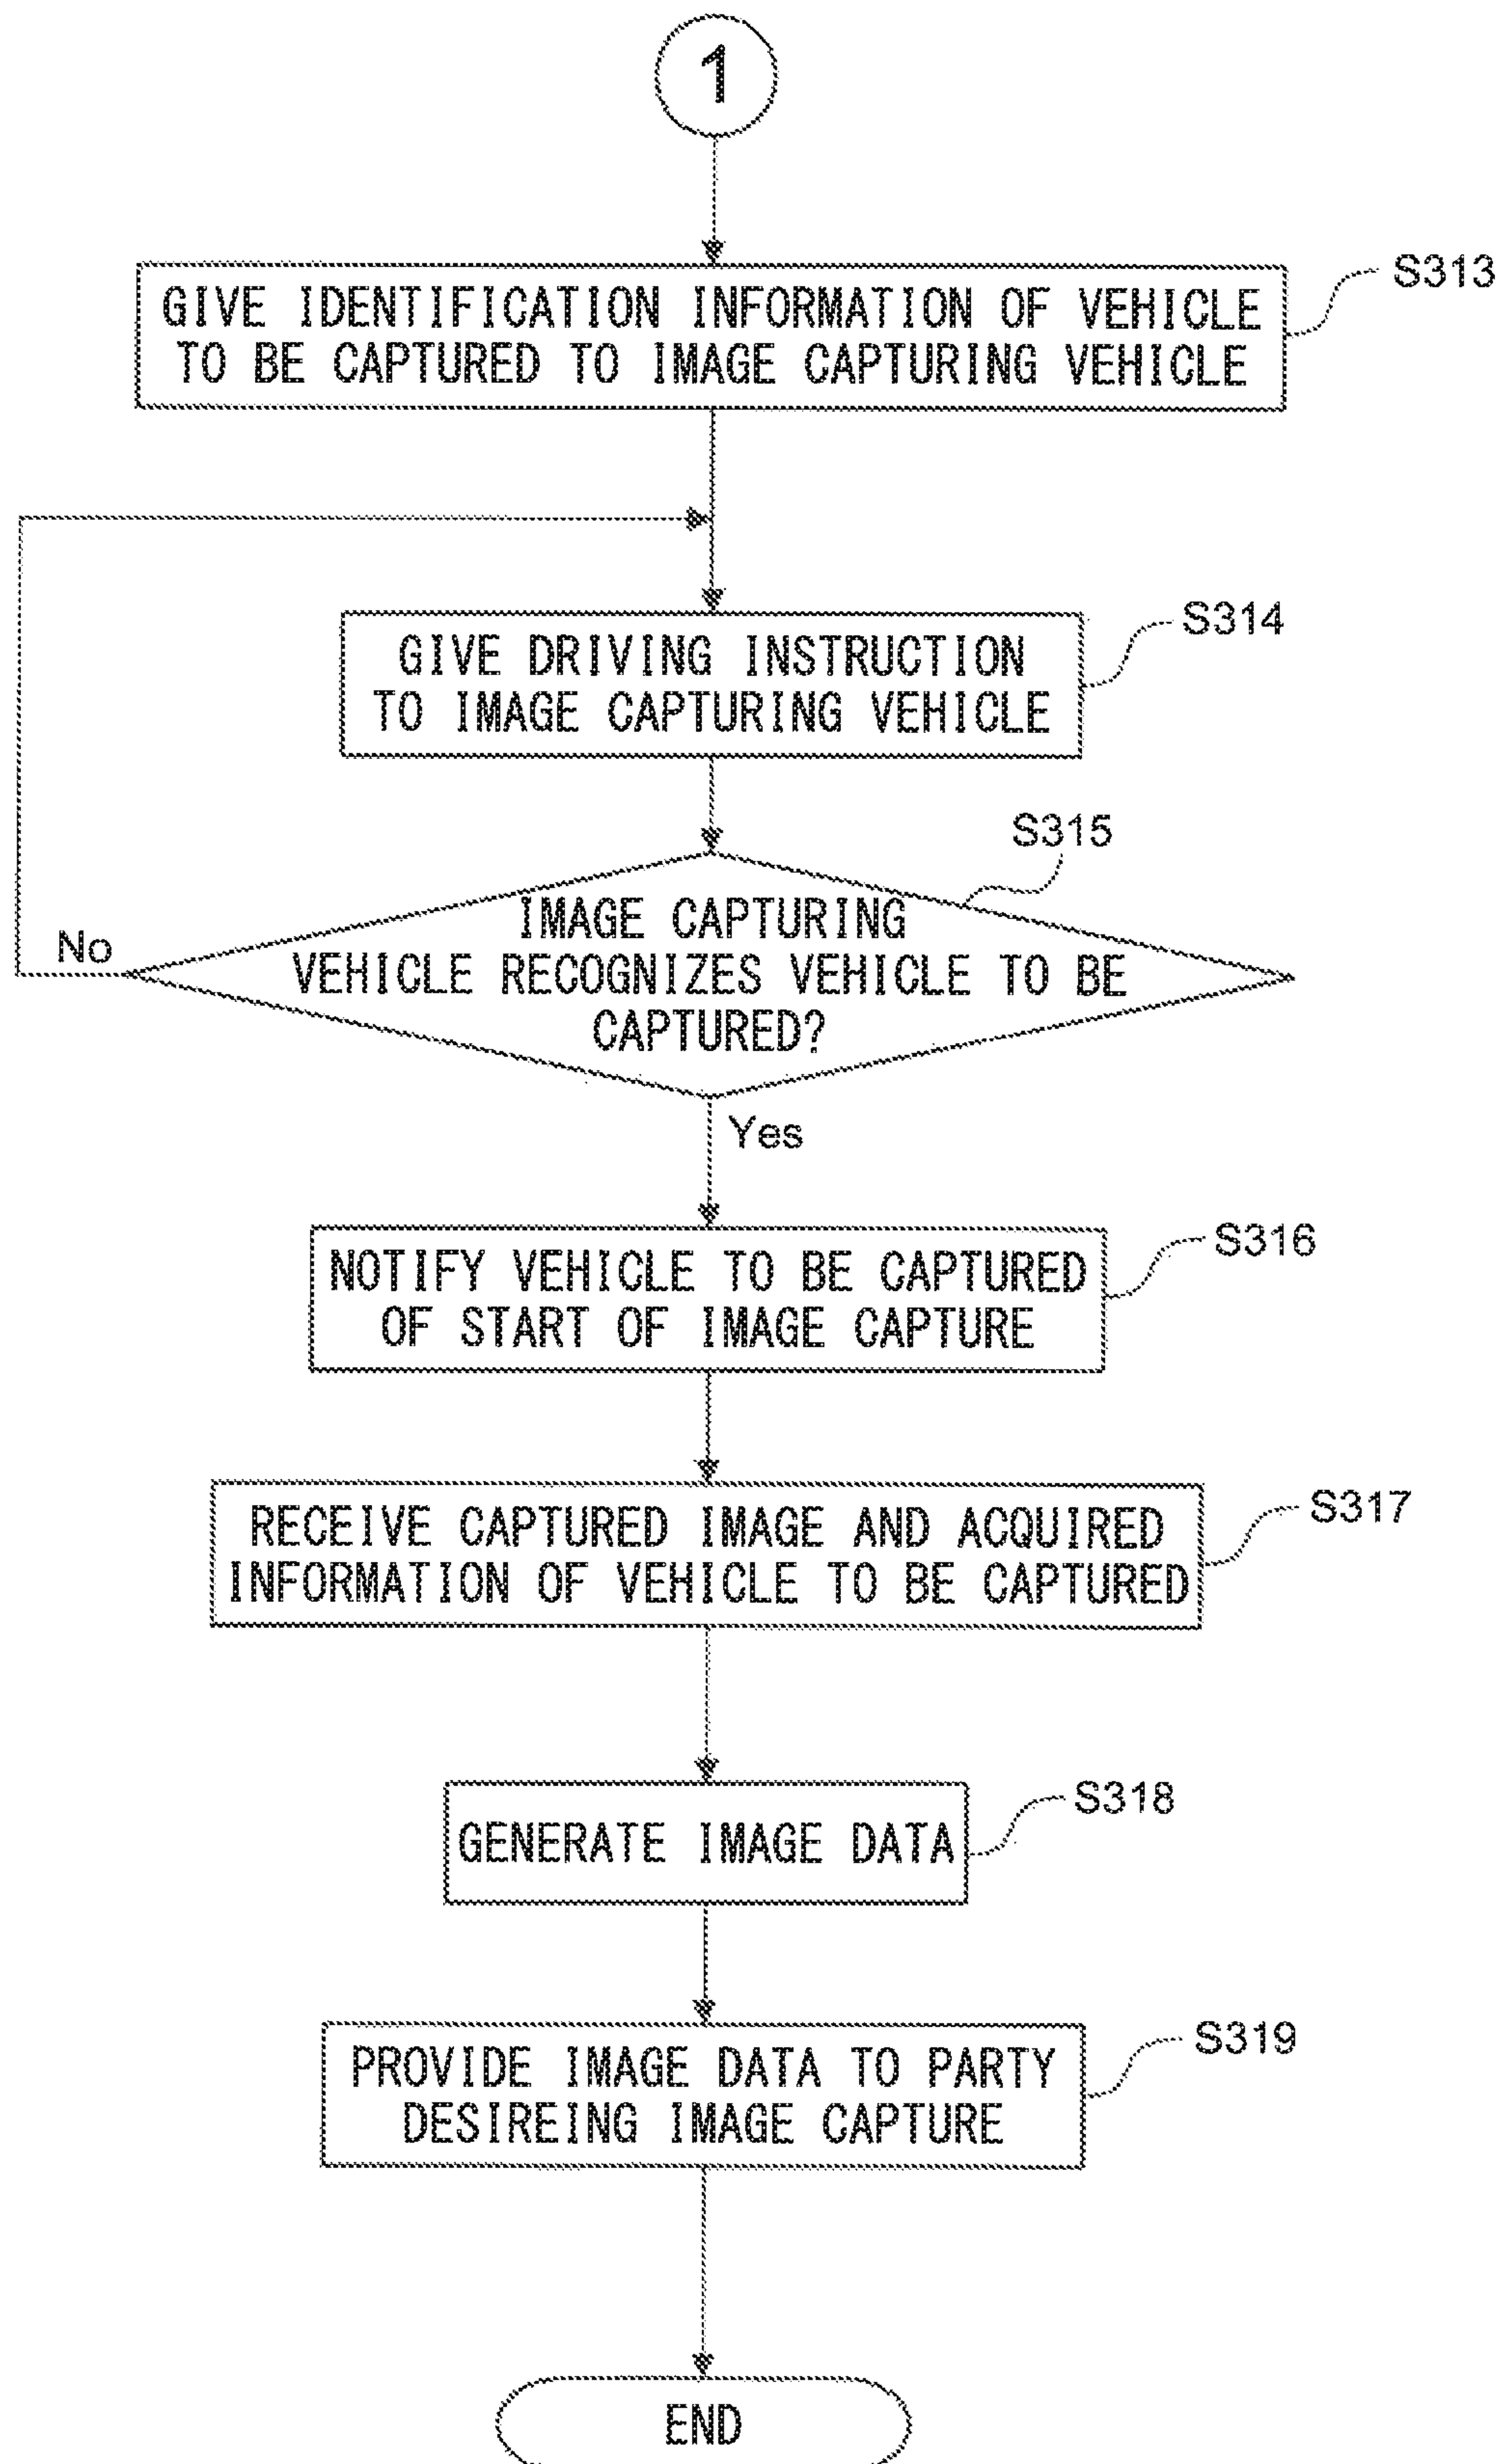 1
S313
GIVE IDENTIFICATION INFORMATION OF VEHICLE
TO BE CAPTURED TO IMAGE CAPTURING VEHICLE
S314
GIVE DRIVING INSTRUCTION
TO IMAGE CAPTURING VEHICLE
S315
IMAGE CAPTURING
VEHICLE RECOGNIZES VEHICLE TO BE
CAPTURED?
No
Yes
S316
NOTIFY VEHICLE TO BE CAPTURED
OF START OF IMAGE CAPTURE
S317
RECEIVE CAPTURED IMAGE AND ACQUIRED
INFORMATION OF VEHICLE TO BE CAPTURED
S318
GENERATE IMAGE DATA
S319
PROVIDE IMAGE DATA TO PARTY
DESIREING IMAGE CAPTURE
END